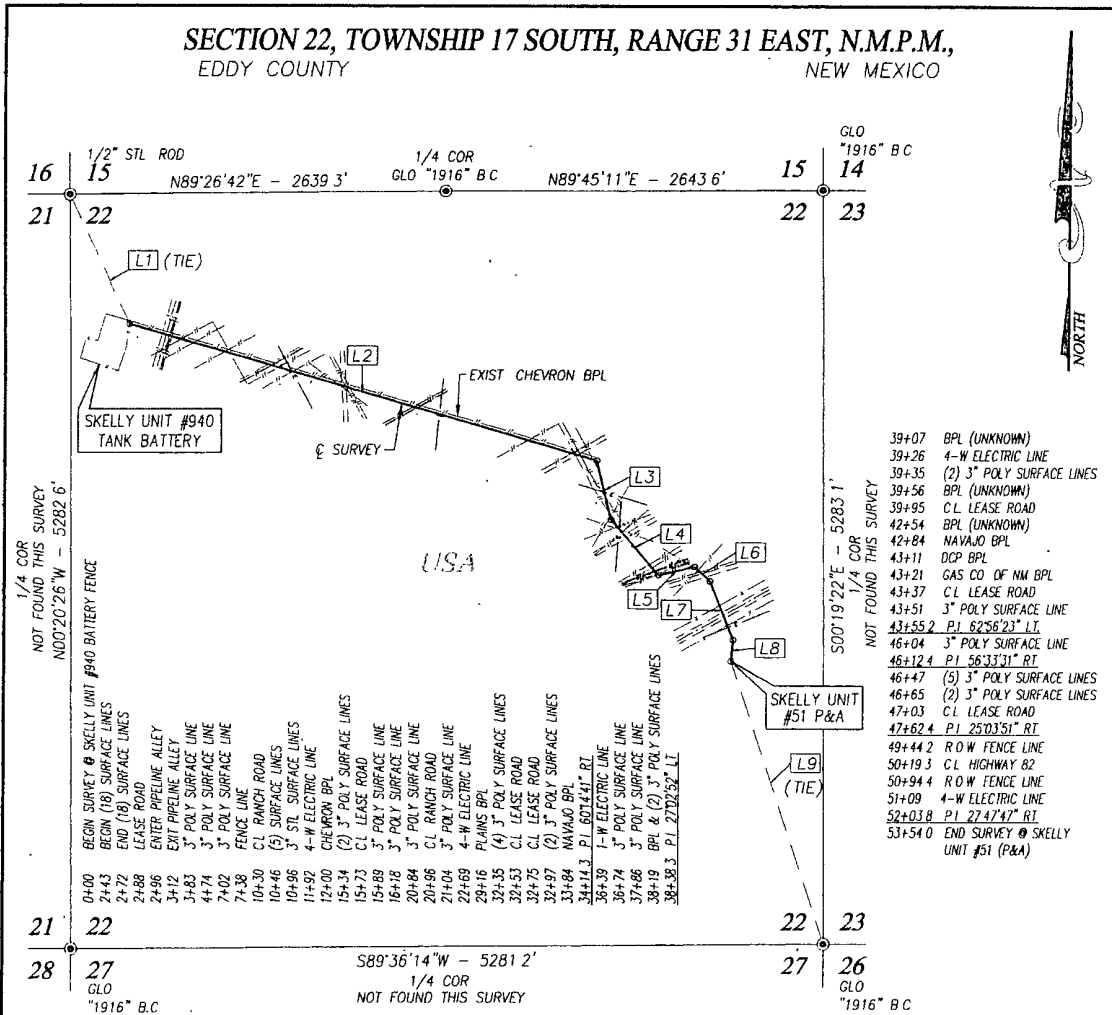 SECTION 22, TOWNSHIP 17 SOUTH, RANGE 31 EAST, N.M.P.M.,
EDDY COUNTY
NEW MEXICO
GLO
"1916" B C
1/2" STL ROD
1/4 COR
GLO "1916" B C
16 15
15 14
N89°26'42"E - 2639 3'
N89°45'11"E - 2643 6'
21 22
22 23
L1 (TIE)
L2
EXIST CHEVRON BPL
SKELLY UNIT #940
TANK BATTERY
℄ SURVEY
L3
L4
USA
L6
L5
L7
L8
SKELLY UNIT
#51 P&A
L9
(TIE)
NORTH
1/4 COR
NOT FOUND THIS SURVEY
N00°20'26"W - 5282 6'
S00°19'22"E - 5283 1'
1/4 COR
NOT FOUND THIS SURVEY
0+00 BEGIN SURVEY @ SKELLY UNIT #940 BATTERY FENCE
2+43 BEGIN (18) SURFACE LINES
2+72 END (18) SURFACE LINES
2+88 LEASE ROAD
2+96 ENTER PIPELINE ALLEY
3+12 EXIT PIPELINE ALLEY
3+83 3" POLY SURFACE LINE
4+74 3" POLY SURFACE LINE
7+02 3" POLY SURFACE LINE
7+38 FENCE LINE
10+30 C L RANCH ROAD
10+46 (5) SURFACE LINES
10+96 3" STL SURFACE LINES
11+92 4-W ELECTRIC LINE
12+00 CHEVRON BPL
15+34 (2) 3" POLY SURFACE LINES
15+73 C L LEASE ROAD
15+89 3" POLY SURFACE LINE
16+18 3" POLY SURFACE LINE
20+84 3" POLY SURFACE LINE
20+96 C L RANCH ROAD
21+04 3" POLY SURFACE LINE
22+69 4-W ELECTRIC LINE
29+16 PLAINS BPL
32+35 (4) 3" POLY SURFACE LINES
32+53 C L LEASE ROAD
32+75 C L LEASE ROAD
32+97 (2) 3" POLY SURFACE LINES
33+84 NAVAJO BPL
34+14 3 P I 60°14'41" RT
36+39 1-W ELECTRIC LINE
36+74 3" POLY SURFACE LINE
37+86 3" POLY SURFACE LINE
38+19 BPL & (2) 3" POLY SURFACE LINES
38+38 3 P I 27°02'52" LT
39+07 BPL (UNKNOWN)
39+26 4-W ELECTRIC LINE
39+35 (2) 3" POLY SURFACE LINES
39+56 BPL (UNKNOWN)
39+95 C L LEASE ROAD
42+54 BPL (UNKNOWN)
42+84 NAVAJO BPL
43+11 DCP BPL
43+21 GAS CO OF NM BPL
43+37 C L LEASE ROAD
43+51 3" POLY SURFACE LINE
43+55 2 P.I 62°56'23" LT.
46+04 3" POLY SURFACE LINE
46+12 4 P I 56°33'31" RT
46+47 (5) 3" POLY SURFACE LINES
46+65 (2) 3" POLY SURFACE LINES
47+03 C L LEASE ROAD
47+62 4 P I 25°03'51" RT
49+44 2 R O W FENCE LINE
50+19 3 C L HIGHWAY 82
50+94 4 R O W FENCE LINE
51+09 4-W ELECTRIC LINE
52+03 8 P I 27°47'47" RT
53+54 0 END SURVEY @ SKELLY
UNIT #51 (P&A)
21 22
22 23
S89°36'14"W - 5281 2'
28 27
27 26
GLO
"1916" B.C
1/4 COR
NOT FOUND THIS SURVEY
GLO
"1916" B C